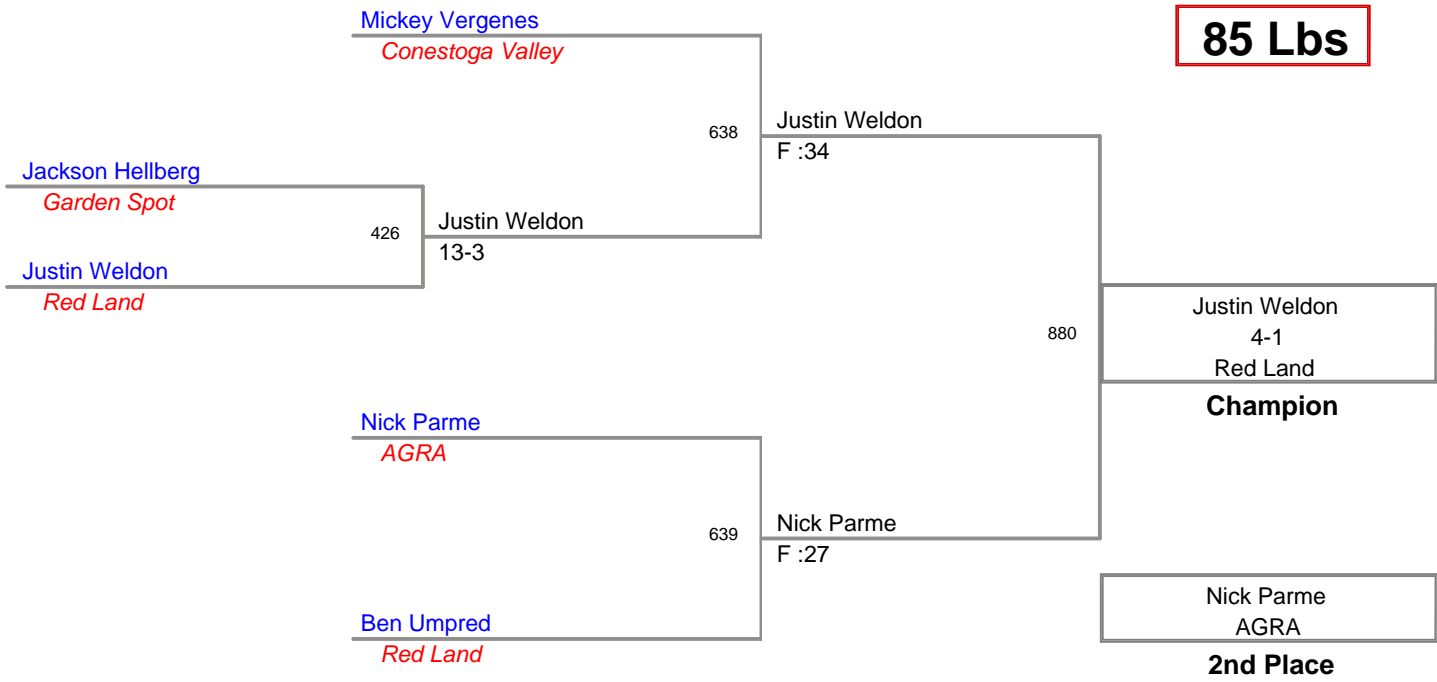 Mickey Vergenes
Conestoga Valley
85 Lbs
638
Justin Weldon
F :34
Jackson Hellberg
Garden Spot
426
Justin Weldon
13-3
Justin Weldon
Red Land
880
Justin Weldon
4-1
Red Land
Champion
Nick Parme
AGRA
639
Nick Parme
F :27
Ben Umpred
Red Land
Nick Parme
AGRA
2nd Place